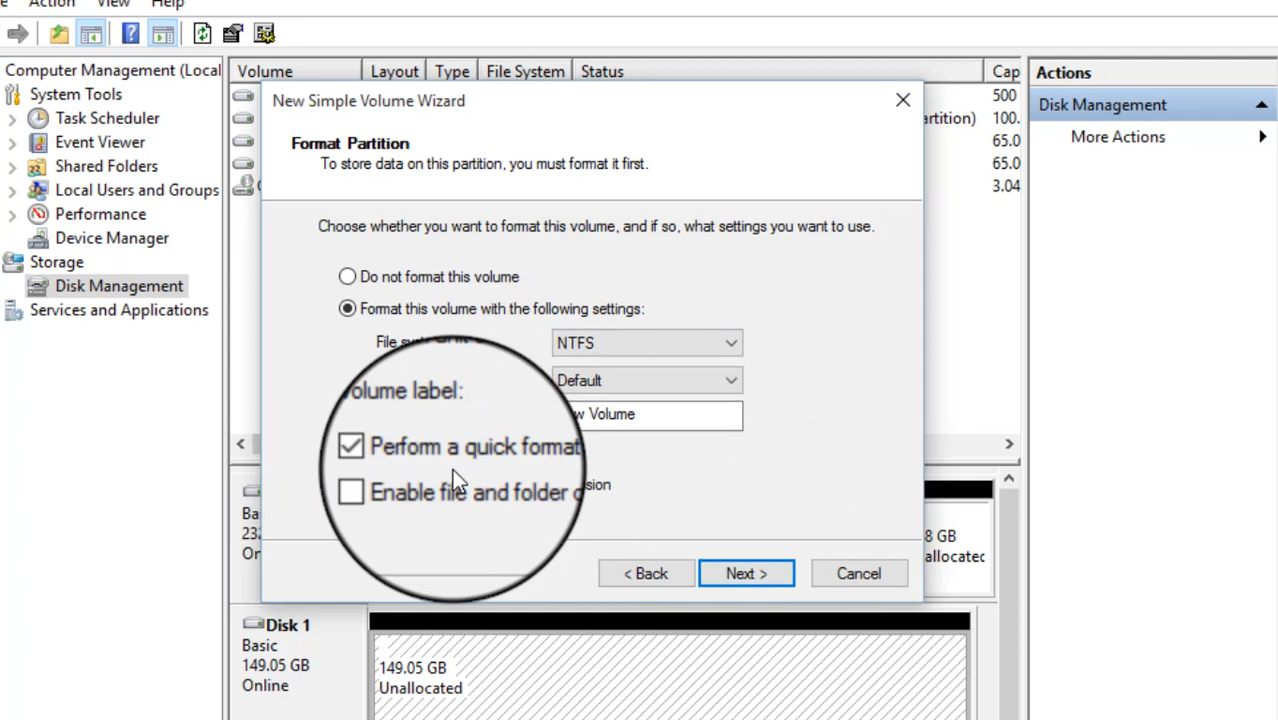 Action View Help
Computer Management (Local
System Tools
Task Scheduler
Event Viewer
Shared Folders
Local Users and Groups
Performance
Device Manager
Storage
Disk Management
Services and Applications
Volume Layout Type File System Status Cap
500
artition) 100.
65.0
65.0
3.04
New Simple Volume Wizard
Format Partition
To store data on this partition, you must format it first.
Choose whether you want to format this volume, and if so, what settings you want to use.
Do not format this volume
Format this volume with the following settings:
File NTFS
Default
Volume label: Volume
Perform a quick format
Enable file and folder
< Back Next > Cancel
8 GB
Disk 1
Basic
149.05 GB
Online
149.05 GB
Unallocated
Actions
Disk Management
More Actions